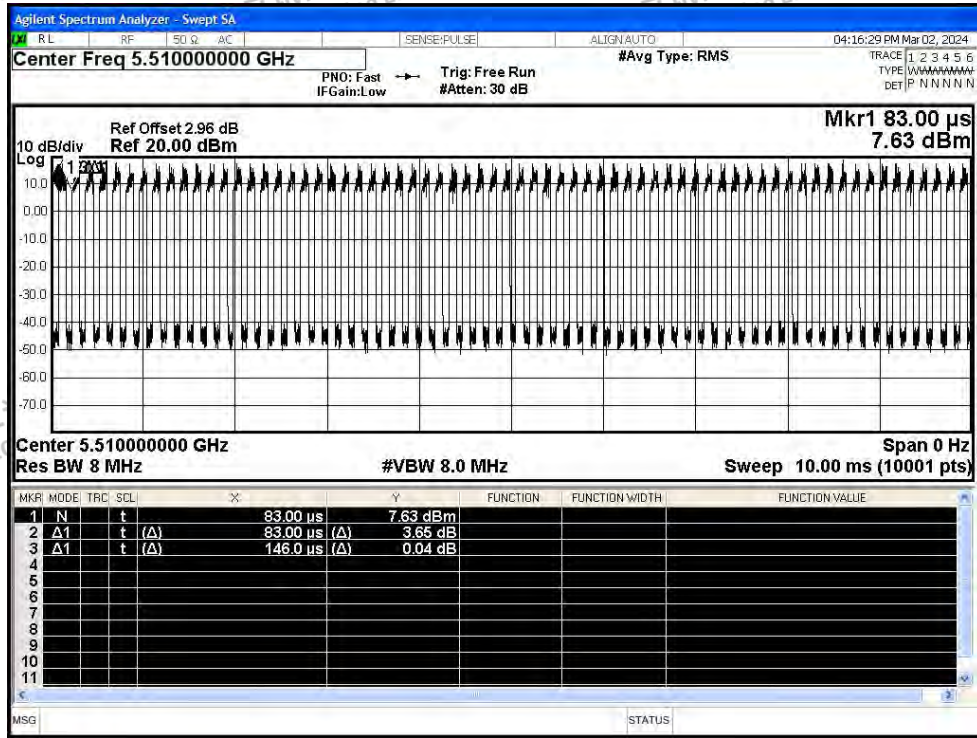 Agilent Spectrum Analyzer - Swept SA
LXI RL RF 50 Ω AC SENSE:PULSE ALIGN AUTO 04:16:29 PM Mar 02, 2024
Center Freq 5.510000000 GHz #Avg Type: RMS TRACE 1 2 3 4 5 6
PNO: Fast Trig: Free Run TYPE WWWWWW
IFGain:Low #Atten: 30 dB DET P N N N N N
Mkr1 83.00 µs
7.63 dBm
Ref Offset 2.96 dB
10 dB/div Ref 20.00 dBm
Log
10.0
0.00
-10.0
-20.0
-30.0
-40.0
-50.0
-60.0
-70.0
Center 5.510000000 GHz Span 0 Hz
Res BW 8 MHz #VBW 8.0 MHz Sweep 10.00 ms (10001 pts)
MKR MODE TRC SCL X Y FUNCTION FUNCTION WIDTH FUNCTION VALUE
1 N t 83.00 µs 7.63 dBm
2 Δ1 t (Δ) 83.00 µs (Δ) 3.65 dB
3 Δ1 t (Δ) 146.0 µs (Δ) 0.04 dB
4
5
6
7
8
9
10
11
MSG STATUS